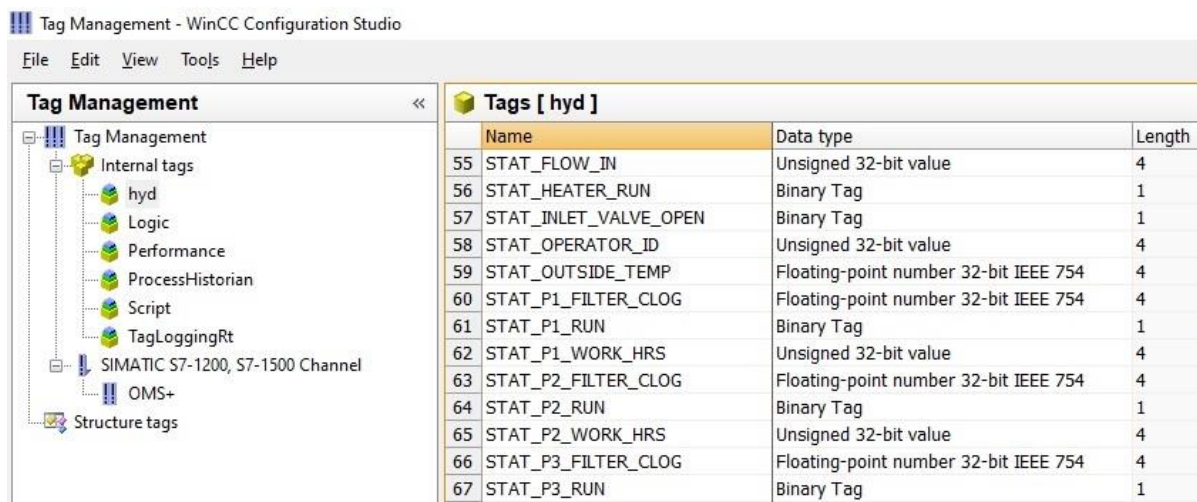 Tag Management - WinCC Configuration Studio
File Edit View Tools Help
Tag Management «
Tag Management
Internal tags
hyd
Logic
Performance
ProcessHistorian
Script
TagLoggingRt
SIMATIC S7-1200, S7-1500 Channel
OMS+
Structure tags
Tags [ hyd ]
Name Data type Length
55 STAT_FLOW_IN Unsigned 32-bit value 4
56 STAT_HEATER_RUN Binary Tag 1
57 STAT_INLET_VALVE_OPEN Binary Tag 1
58 STAT_OPERATOR_ID Unsigned 32-bit value 4
59 STAT_OUTSIDE_TEMP Floating-point number 32-bit IEEE 754 4
60 STAT_P1_FILTER_CLOG Floating-point number 32-bit IEEE 754 4
61 STAT_P1_RUN Binary Tag 1
62 STAT_P1_WORK_HRS Unsigned 32-bit value 4
63 STAT_P2_FILTER_CLOG Floating-point number 32-bit IEEE 754 4
64 STAT_P2_RUN Binary Tag 1
65 STAT_P2_WORK_HRS Unsigned 32-bit value 4
66 STAT_P3_FILTER_CLOG Floating-point number 32-bit IEEE 754 4
67 STAT_P3_RUN Binary Tag 1